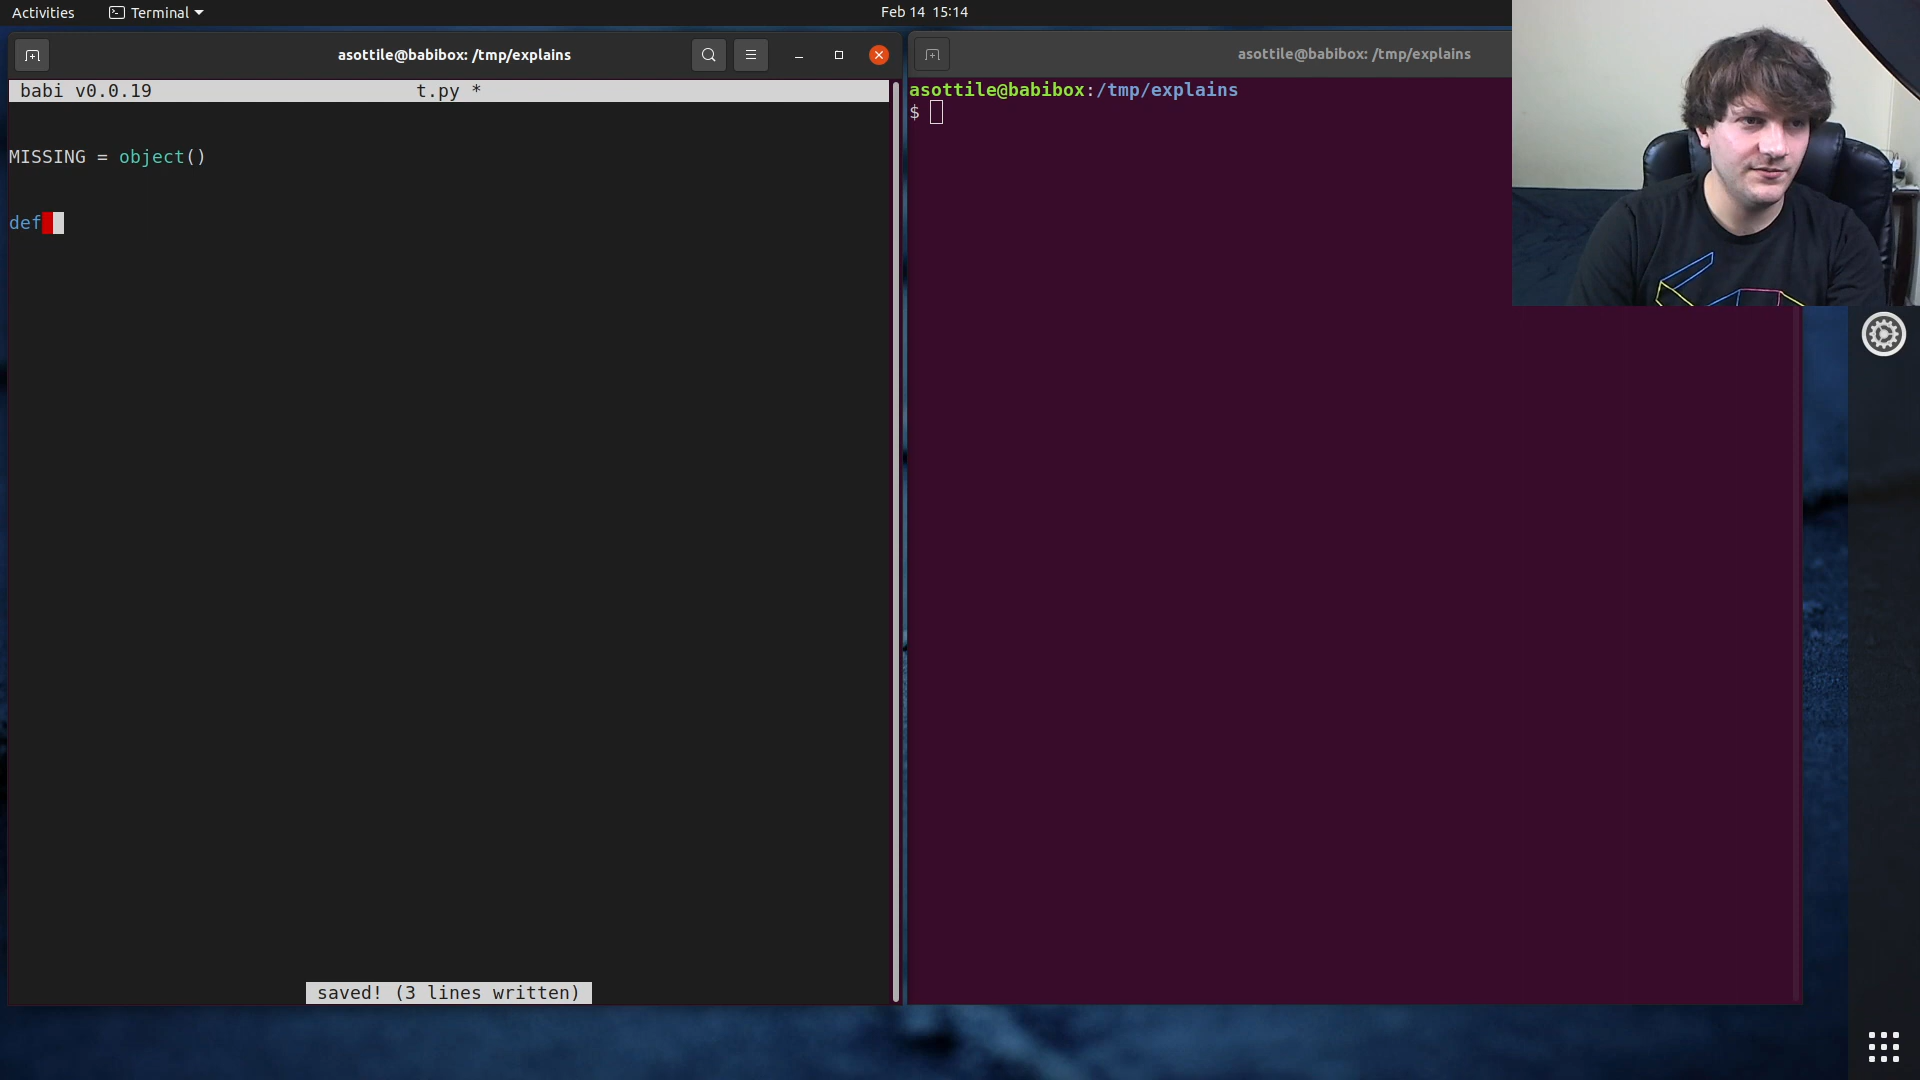 Activities
Terminal
Feb 14 15:14
asottile@babibox: /tmp/explains
babi v0.0.19 t.py *
MISSING = object()
def
saved! (3 lines written)
asottile@babibox: /tmp/explains
asottile@babibox:/tmp/explains
$